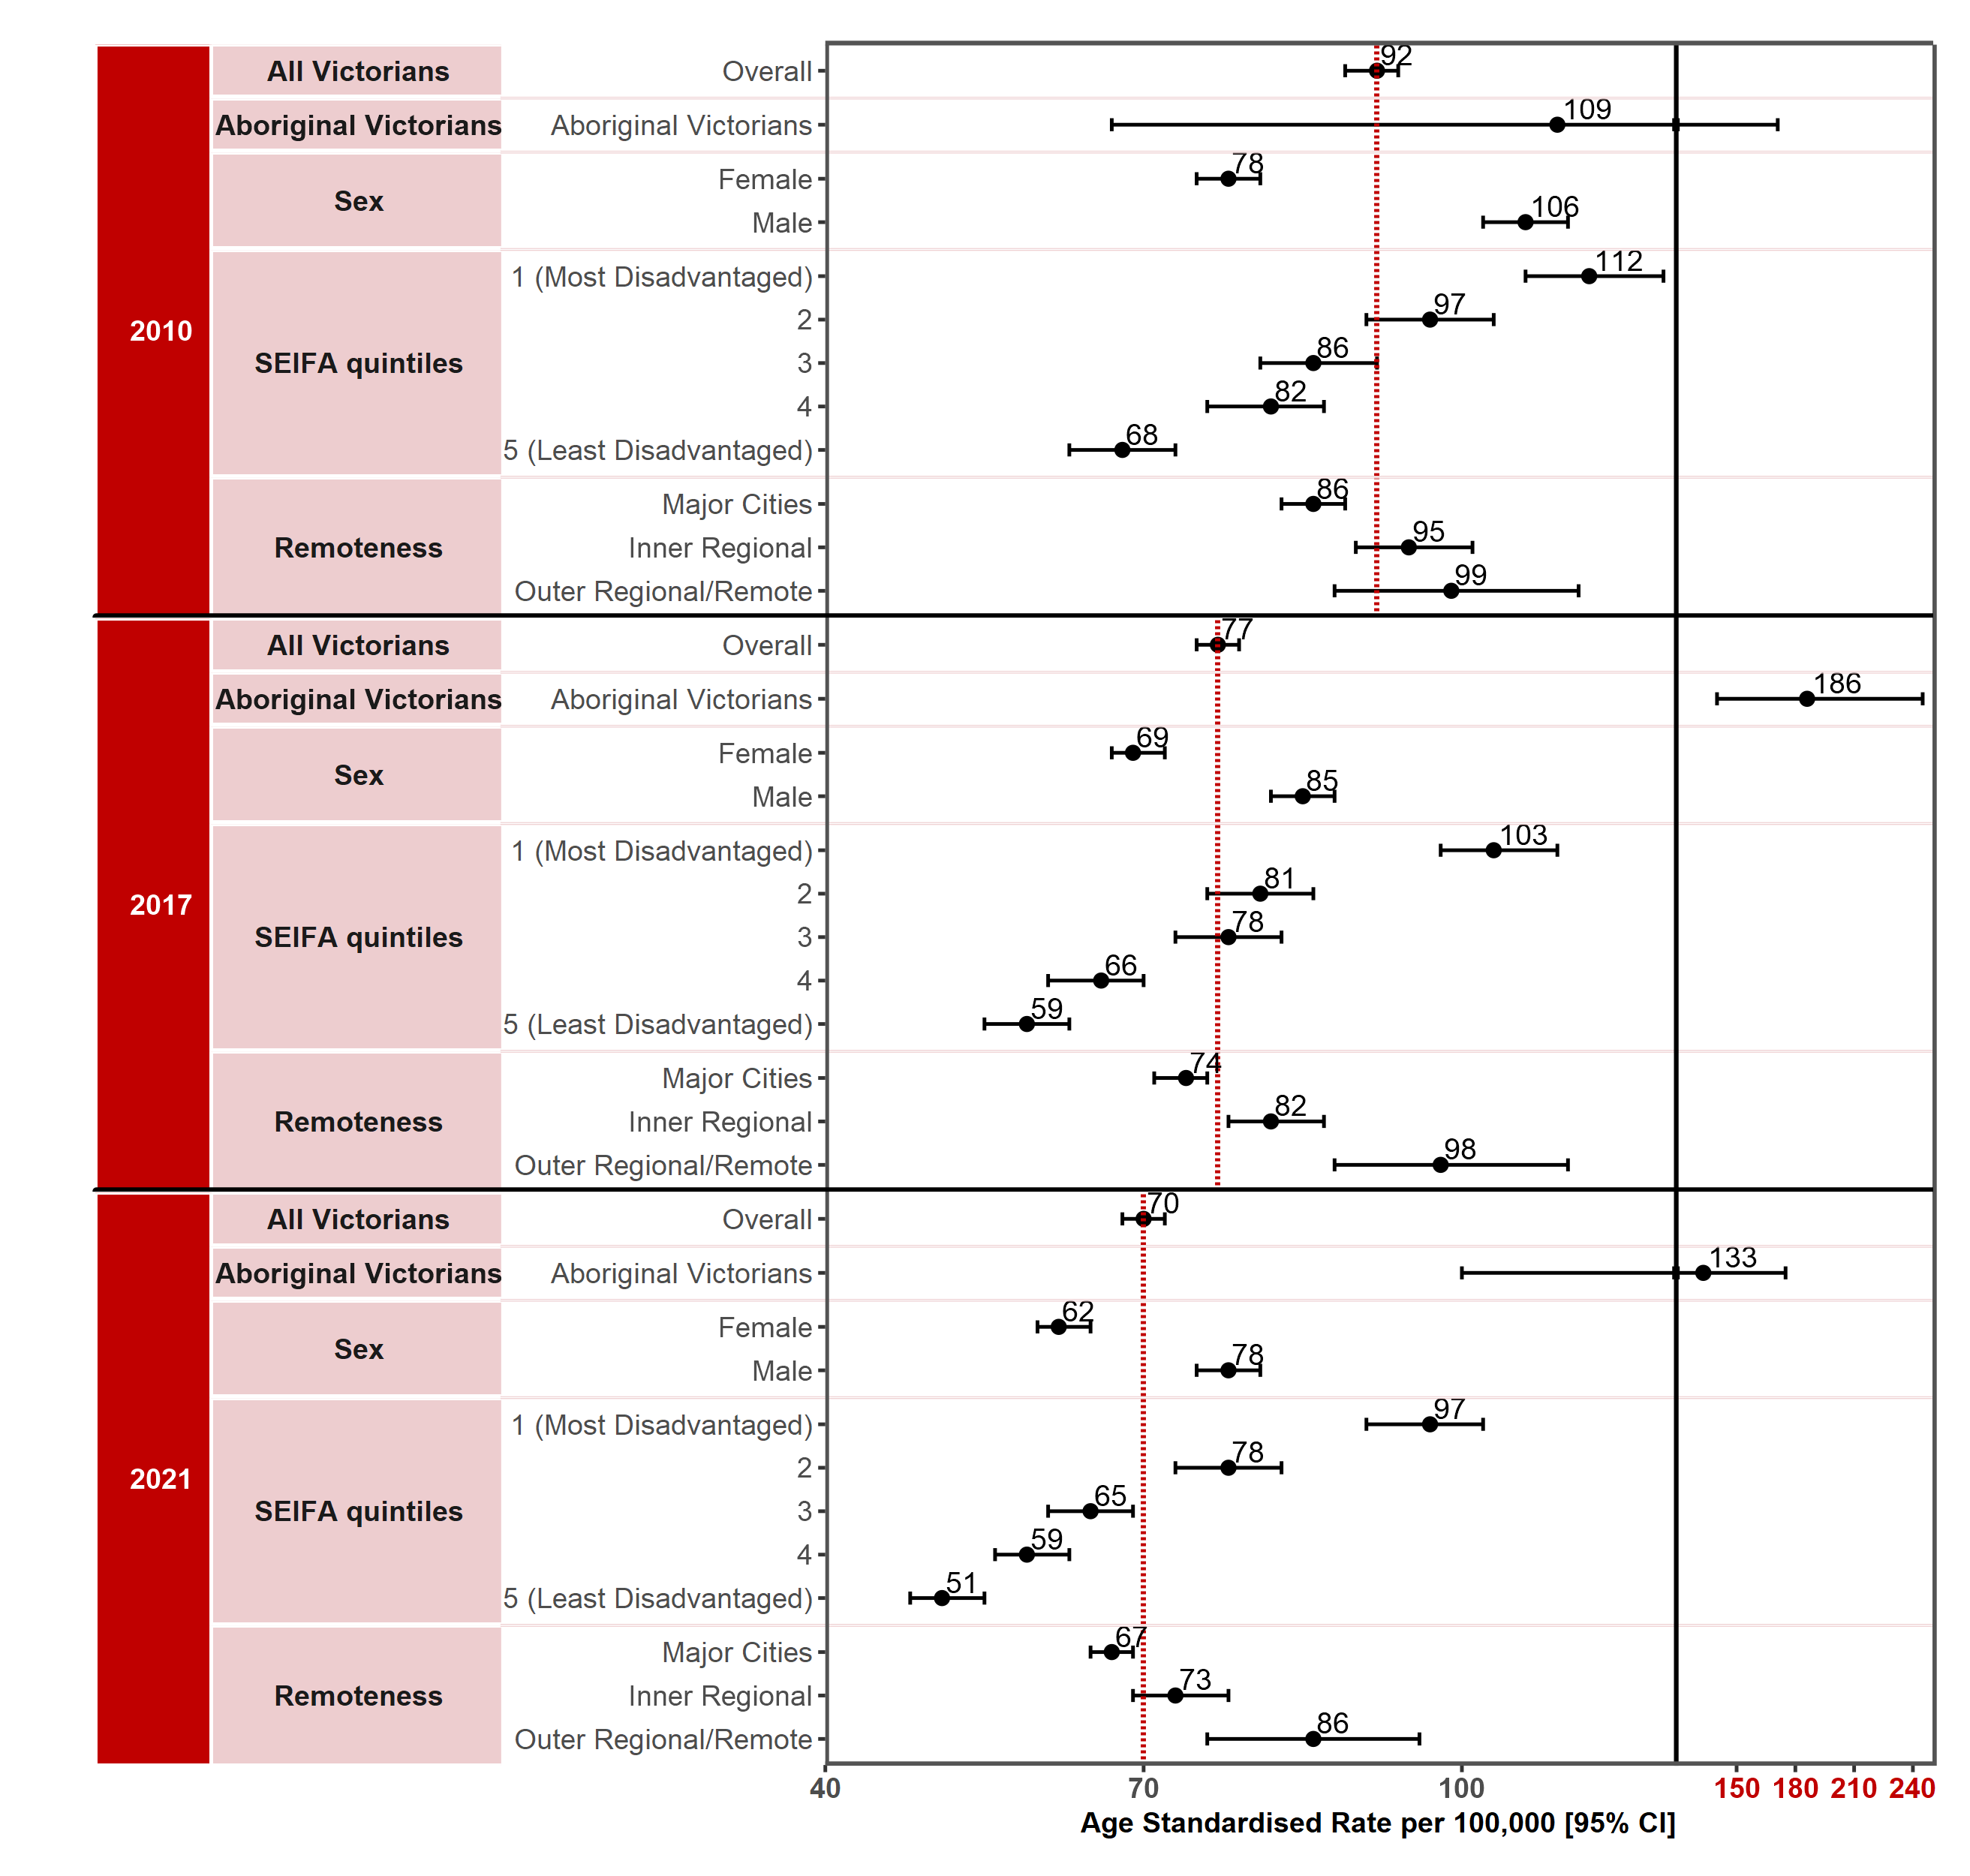 2010
All Victorians
Overall
92
Aboriginal Victorians
Aboriginal Victorians
109
Sex
Female
78
Male
106
SEIFA quintiles
1 (Most Disadvantaged)
112
2
97
3
86
4
82
5 (Least Disadvantaged)
68
Remoteness
Major Cities
86
Inner Regional
95
Outer Regional/Remote
99
2017
All Victorians
Overall
77
Aboriginal Victorians
Aboriginal Victorians
186
Sex
Female
69
Male
85
SEIFA quintiles
1 (Most Disadvantaged)
103
2
81
3
78
4
66
5 (Least Disadvantaged)
59
Remoteness
Major Cities
74
Inner Regional
82
Outer Regional/Remote
98
2021
All Victorians
Overall
70
Aboriginal Victorians
Aboriginal Victorians
133
Sex
Female
62
Male
78
SEIFA quintiles
1 (Most Disadvantaged)
97
2
78
3
65
4
59
5 (Least Disadvantaged)
51
Remoteness
Major Cities
67
Inner Regional
73
Outer Regional/Remote
86
40 70 100 150 180 210 240
Age Standardised Rate per 100,000 [95% CI]